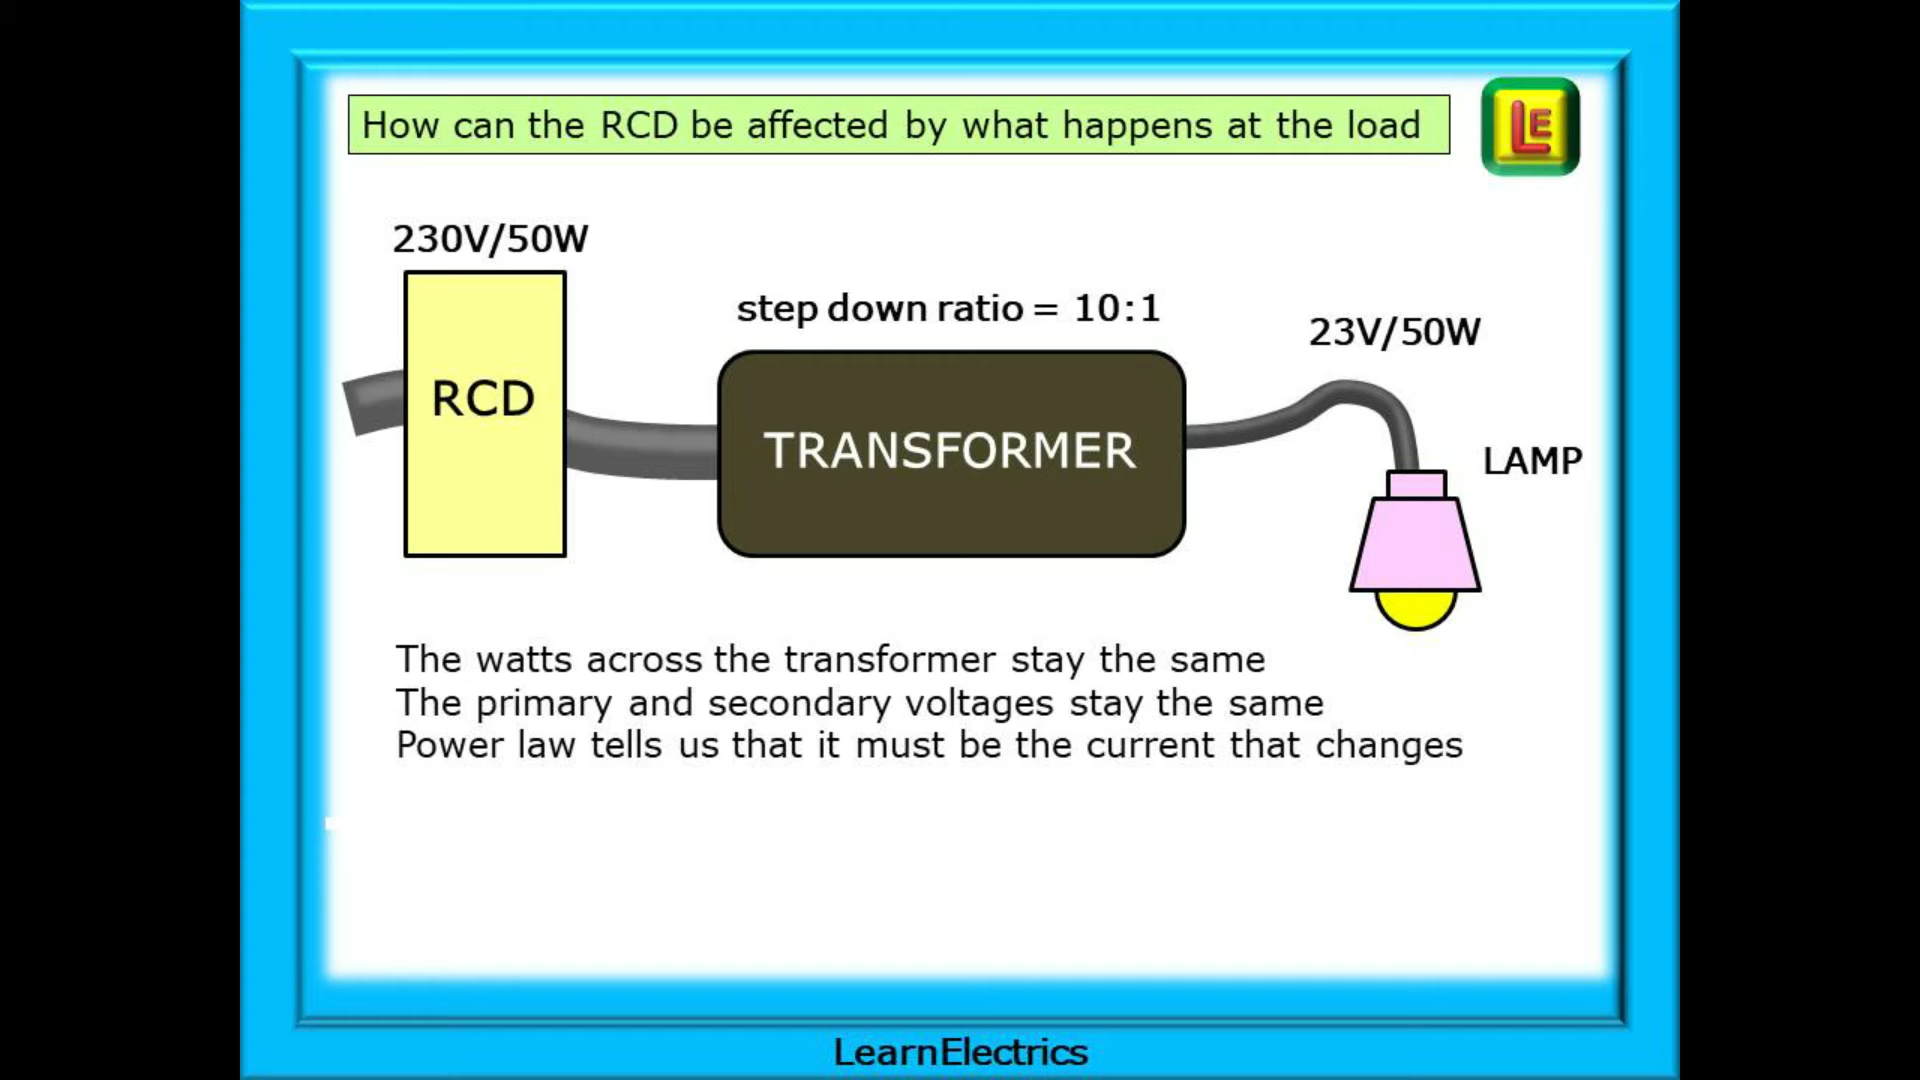 How can the RCD be affected by what happens at the load
LE
230V/50W
step down ratio = 10:1
23V/50W
RCD
TRANSFORMER
LAMP
The watts across the transformer stay the same
The primary and secondary voltages stay the same
Power law tells us that it must be the current that changes
LearnElectrics